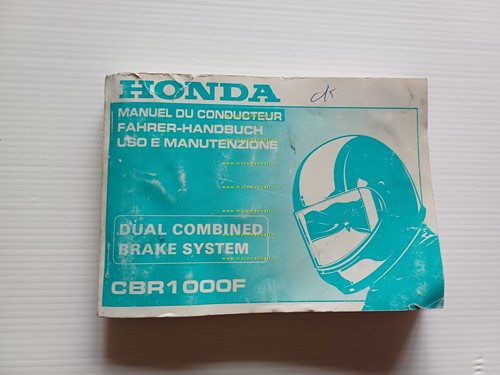 HONDA
MANUEL DU CONDUCTEUR
FAHRER-HANDBUCH
USO E MANUTENZIONE
DUAL COMBINED
BRAKE SYSTEM
CBR1000F